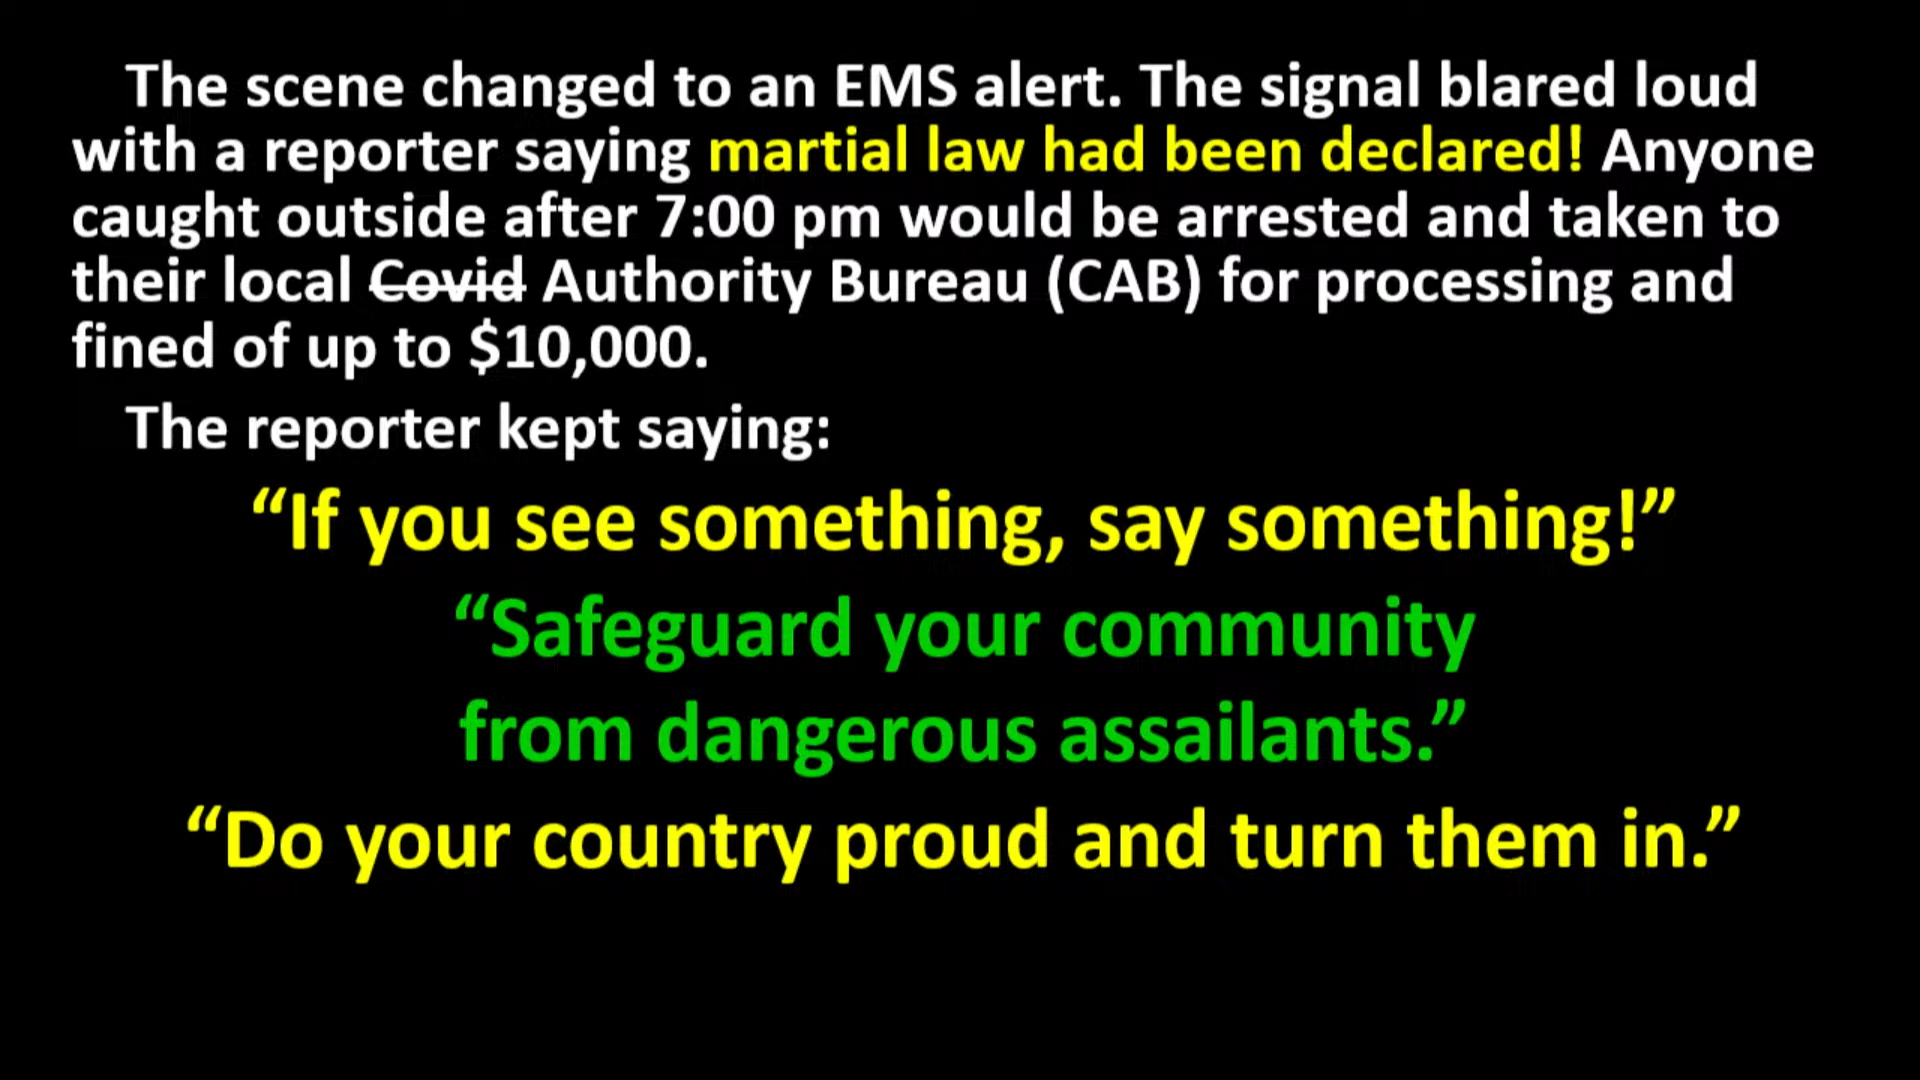 The scene changed to an EMS alert. The signal blared loud
with a reporter saying martial law had been declared! Anyone
caught outside after 7:00 pm would be arrested and taken to
their local Covid Authority Bureau (CAB) for processing and
fined of up to $10,000.
The reporter kept saying:
“If you see something, say something!”
“Safeguard your community
from dangerous assailants.”
“Do your country proud and turn them in.”